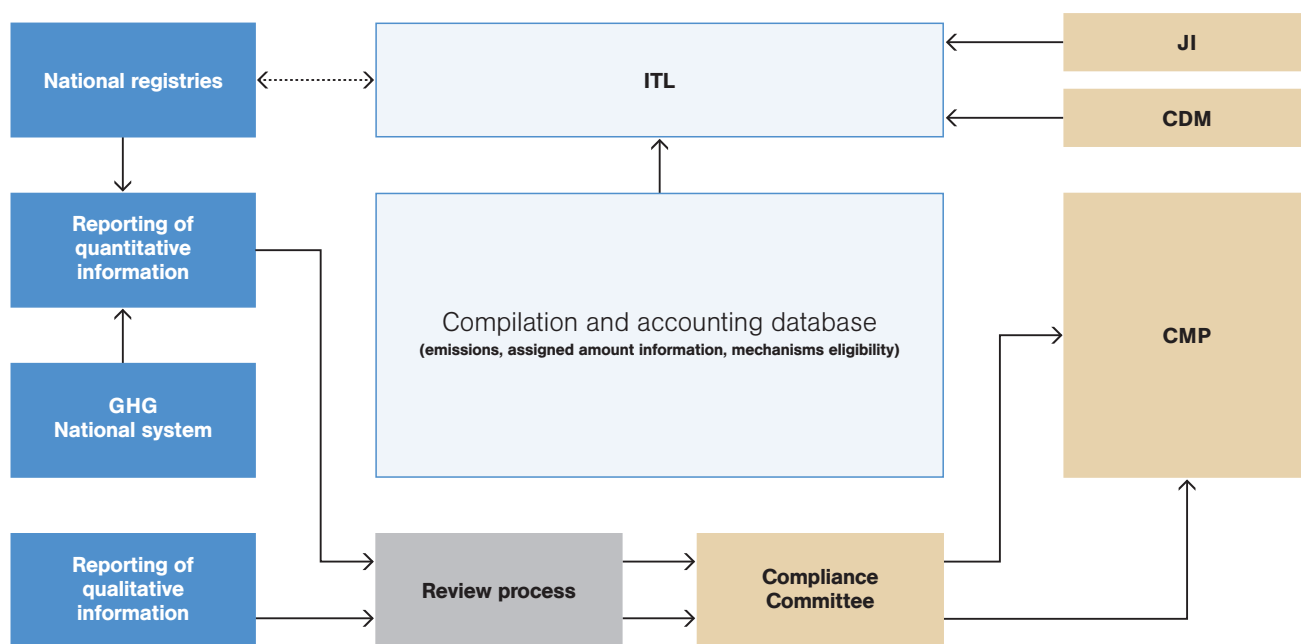 National registries
ITL
JI
CDM
Reporting of
quantitative
information
Compilation and accounting database
(emissions, assigned amount information, mechanisms eligibility)
CMP
GHG
National system
Reporting of
qualitative
information
Review process
Compliance
Committee